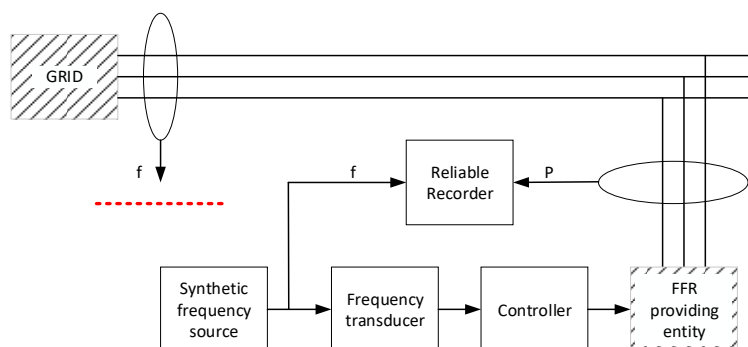 GRID
f
f
Reliable
Recorder
P
Synthetic
frequency
source
Frequency
transducer
Controller
FFR
providing
entity